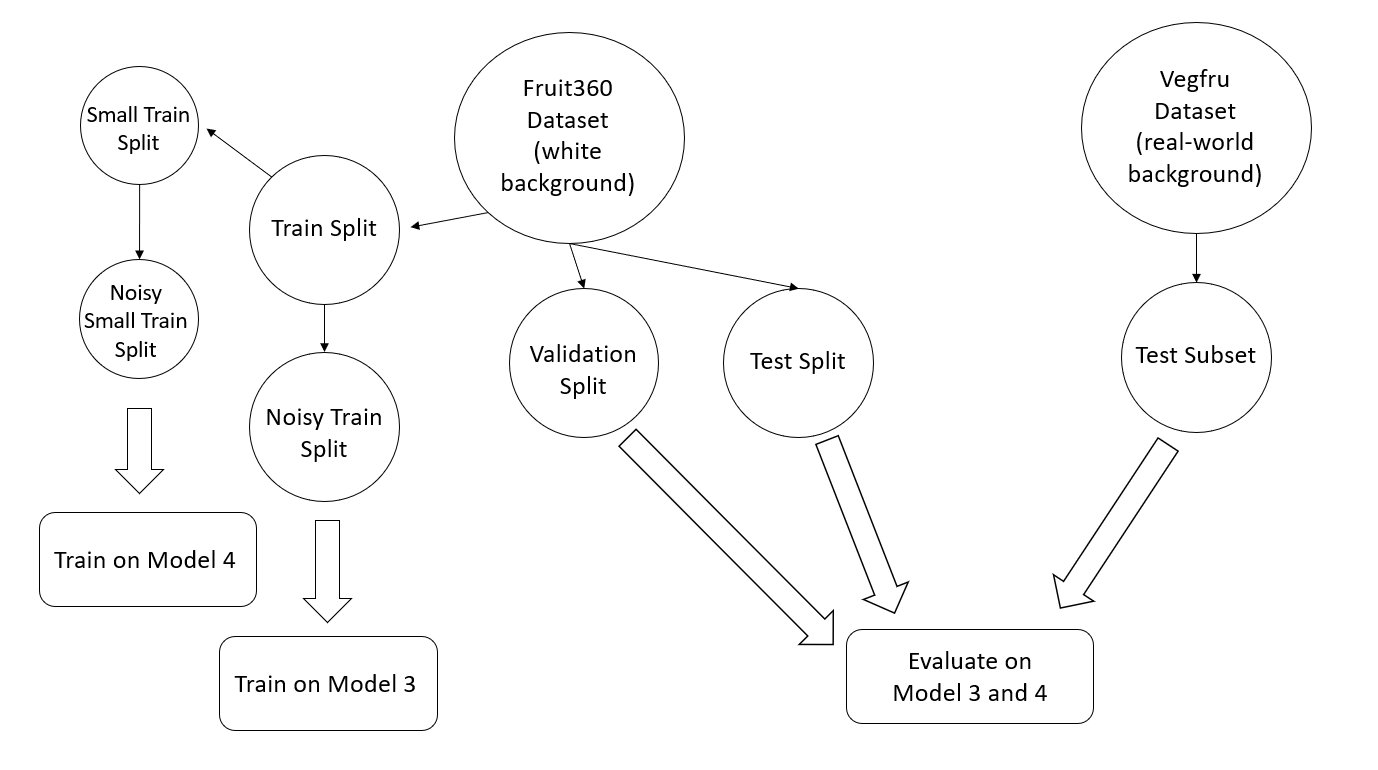 Fruit360
Dataset
(white
background)
Vegfru
Dataset
(real-world
background)
Small Train
Split
Train Split
Noisy
Small Train
Split
Validation
Split
Test Split
Test Subset
Noisy Train
Split
Train on Model 4
Train on Model 3
Evaluate on
Model 3 and 4